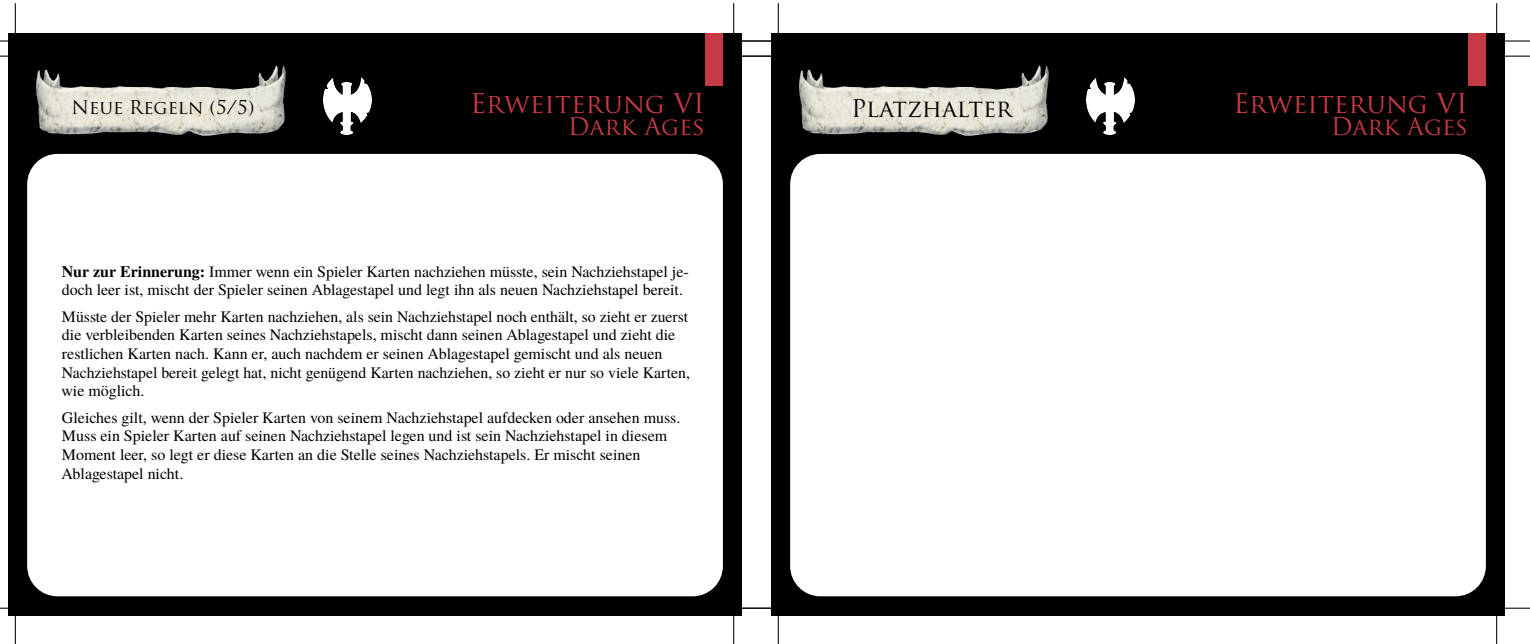 Neue Regeln (5/5)
Erweiterung VI
Dark Ages
Nur zur Erinnerung: Immer wenn ein Spieler Karten nachziehen müsste, sein Nachziehstapel je-
doch leer ist, mischt der Spieler seinen Ablagestapel und legt ihn als neuen Nachziehstapel bereit.
Müsste der Spieler mehr Karten nachziehen, als sein Nachziehstapel noch enthält, so zieht er zuerst
die verbleibenden Karten seines Nachziehstapels, mischt dann seinen Ablagestapel und zieht die
restlichen Karten nach. Kann er, auch nachdem er seinen Ablagestapel gemischt und als neuen
Nachziehstapel bereit gelegt hat, nicht genügend Karten nachziehen, so zieht er nur so viele Karten,
wie möglich.
Gleiches gilt, wenn der Spieler Karten von seinem Nachziehstapel aufdecken oder ansehen muss.
Muss ein Spieler Karten auf seinen Nachziehstapel legen und ist sein Nachziehstapel in diesem
Moment leer, so legt er diese Karten an die Stelle seines Nachziehstapels. Er mischt seinen
Ablagestapel nicht.
Platzhalter
Erweiterung VI
Dark Ages